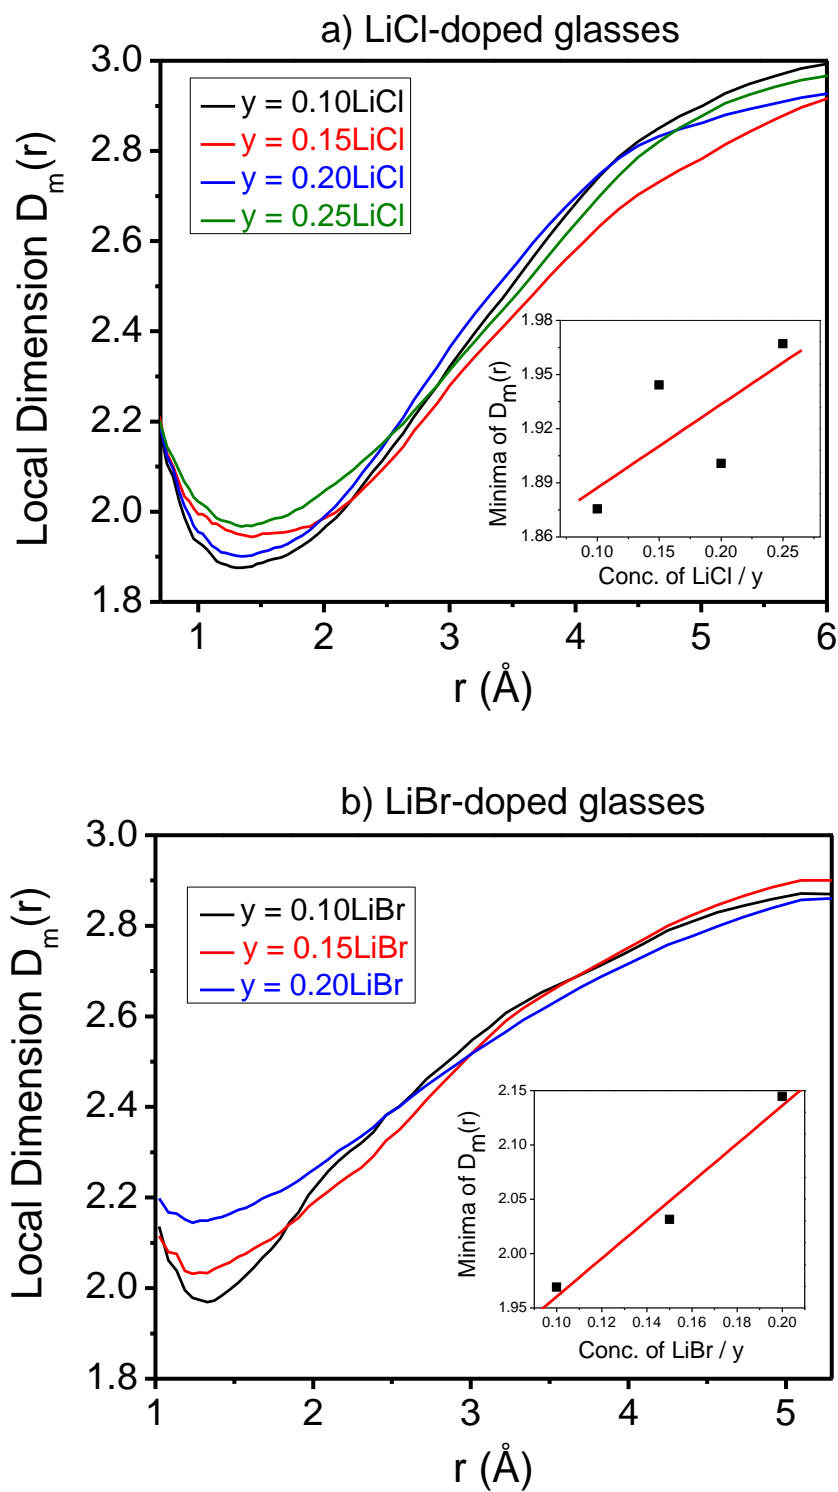 a) LiCl-doped glasses
Local Dimension D_m(r)
3.0
2.8
2.6
2.4
2.2
2.0
1.8
y = 0.10LiCl
y = 0.15LiCl
y = 0.20LiCl
y = 0.25LiCl
Minima of D_m(r)
1.98
1.95
1.92
1.89
1.86
0.10 0.15 0.20 0.25
Conc. of LiCl / y
1 2 3 4 5 6
r (Å)
b) LiBr-doped glasses
Local Dimension D_m(r)
3.0
2.8
2.6
2.4
2.2
2.0
1.8
y = 0.10LiBr
y = 0.15LiBr
y = 0.20LiBr
Minima of D_m(r)
2.15
2.10
2.05
2.00
1.95
0.10 0.12 0.14 0.16 0.18 0.20
Conc. of LiBr / y
1 2 3 4 5
r (Å)